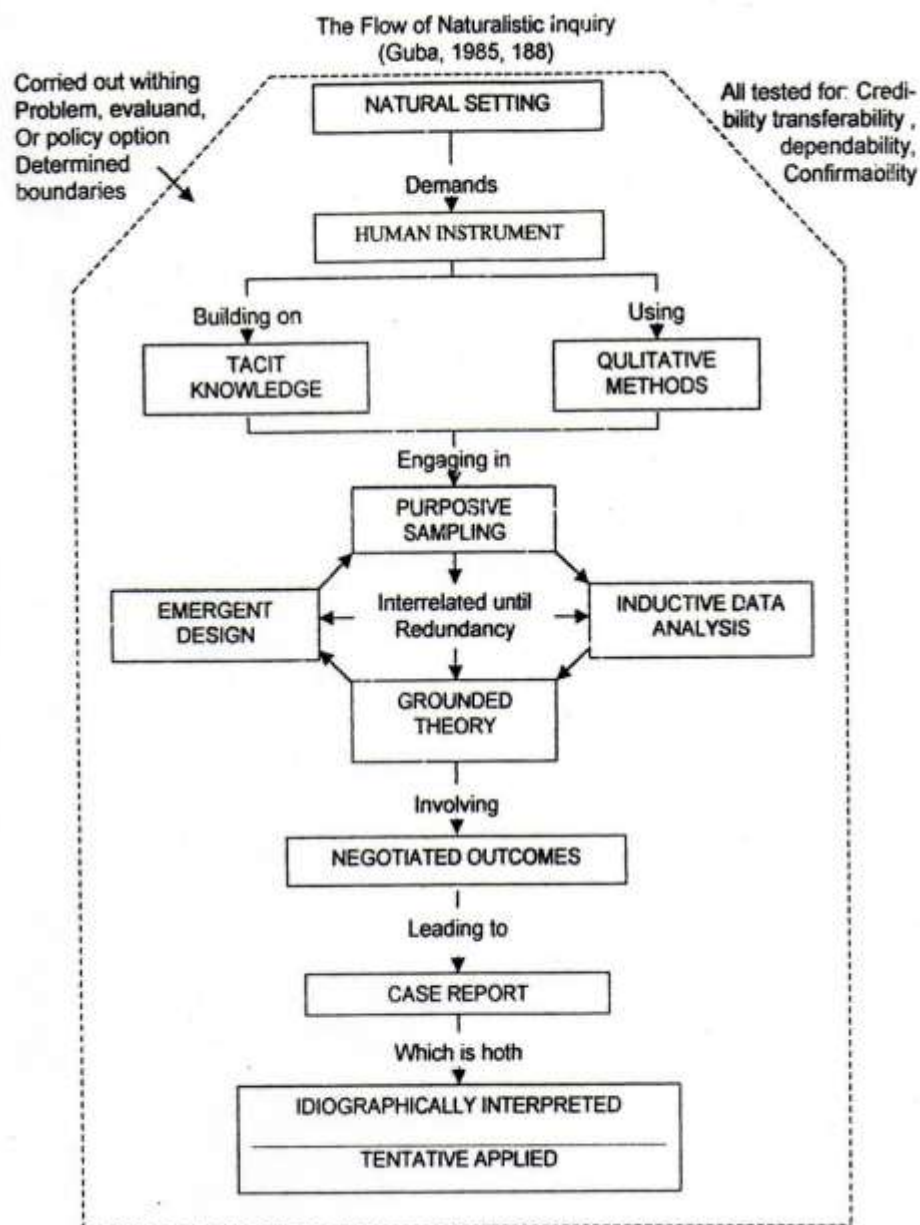 The Flow of Naturalistic inquiry
(Guba, 1985, 188)
Corried out withing
Problem, evaluand,
Or policy option
Determined
boundaries
All tested for: Credi-
bility transferability ,
dependability,
Confirmability
NATURAL SETTING
Demands
HUMAN INSTRUMENT
Building on
Using
TACIT
KNOWLEDGE
QULITATIVE
METHODS
Engaging in
PURPOSIVE
SAMPLING
EMERGENT
DESIGN
Interrelated until
Redundancy
INDUCTIVE DATA
ANALYSIS
GROUNDED
THEORY
Involving
NEGOTIATED OUTCOMES
Leading to
CASE REPORT
Which is hoth
IDIOGRAPHICALLY INTERPRETED
TENTATIVE APPLIED